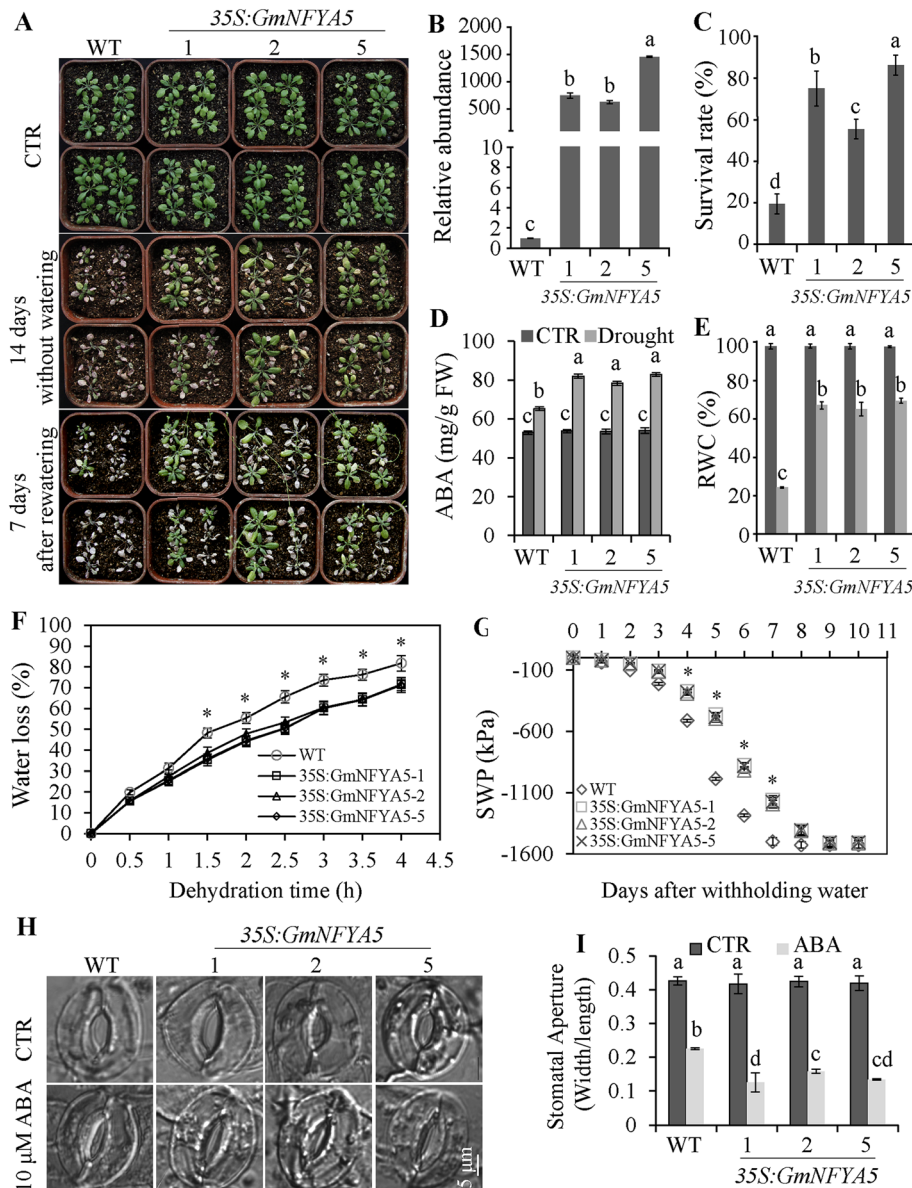 A
35S:GmNFYA5
WT 1 2 5
CTR
14 days
without watering
7 days
after rewatering
B
Relative abundance
1500
1000
500
10
8
6
4
2
0
c b b a
WT 1 2 5
35S:GmNFYA5
C
Survival rate (%)
100
80
60
40
20
0
d b c a
WT 1 2 5
35S:GmNFYA5
D
CTR Drought
ABA (mg/g FW)
100
80
60
40
20
0
c b c a c a c a
WT 1 2 5
35S:GmNFYA5
E
RWC (%)
100
80
60
40
20
0
a c a b a b a b
WT 1 2 5
35S:GmNFYA5
F
Water loss (%)
100
90
80
70
60
50
40
30
20
10
0
* * * * * *
WT
35S:GmNFYA5-1
35S:GmNFYA5-2
35S:GmNFYA5-5
0 0.5 1 1.5 2 2.5 3 3.5 4 4.5
Dehydration time (h)
G
0 1 2 3 4 5 6 7 8 9 10 11
SWP (kPa)
-100
-600
-1100
-1600
* * * *
WT
35S:GmNFYA5-1
35S:GmNFYA5-2
35S:GmNFYA5-5
Days after withholding water
H
35S:GmNFYA5
WT 1 2 5
CTR
10 μM ABA
5 μm
I
CTR ABA
Stomatal Aperture
(Width/length)
0.5
0.4
0.3
0.2
0.1
0
a b a d a c a cd
WT 1 2 5
35S:GmNFYA5